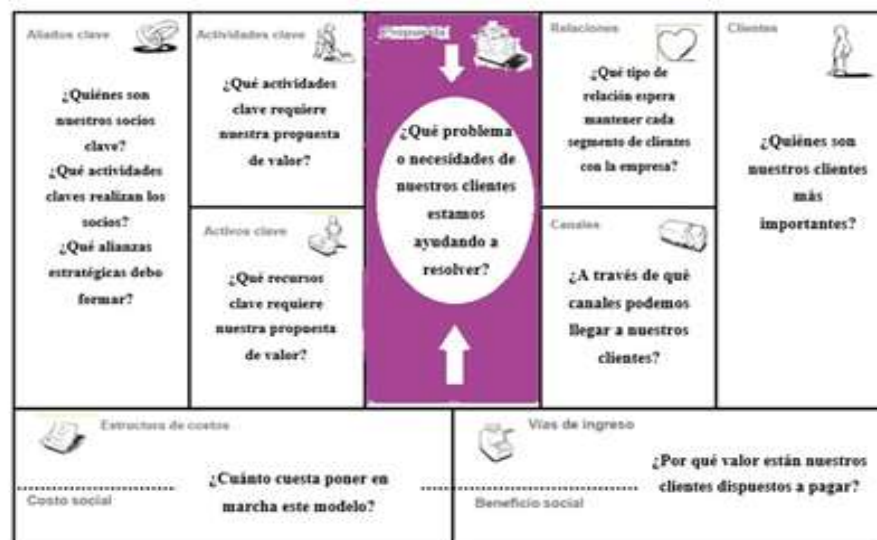 Aliados clave
¿Quiénes son
nuestros socios
clave?
¿Qué actividades
claves realizan los
socios?
¿Qué alianzas
estratégicas debo
formar?
Actividades clave
¿Qué actividades
clave requiere
nuestra propuesta
de valor?
Activos clave
¿Qué recursos
clave requiere
nuestra propuesta
de valor?
Propuesta
¿Qué problema
o necesidades de
nuestros clientes
estamos
ayudando a
resolver?
Relaciones
¿Qué tipo de
relación espera
mantener cada
segmento de clientes
con la empresa?
Canales
¿A través de qué
canales podemos
llegar a nuestros
clientes?
Clientes
¿Quiénes son
nuestros clientes
más
importantes?
Estructura de costos
¿Cuánto cuesta poner en
marcha este modelo?
Costo social
Vías de ingreso
¿Por qué valor están nuestros
clientes dispuestos a pagar?
Beneficio social